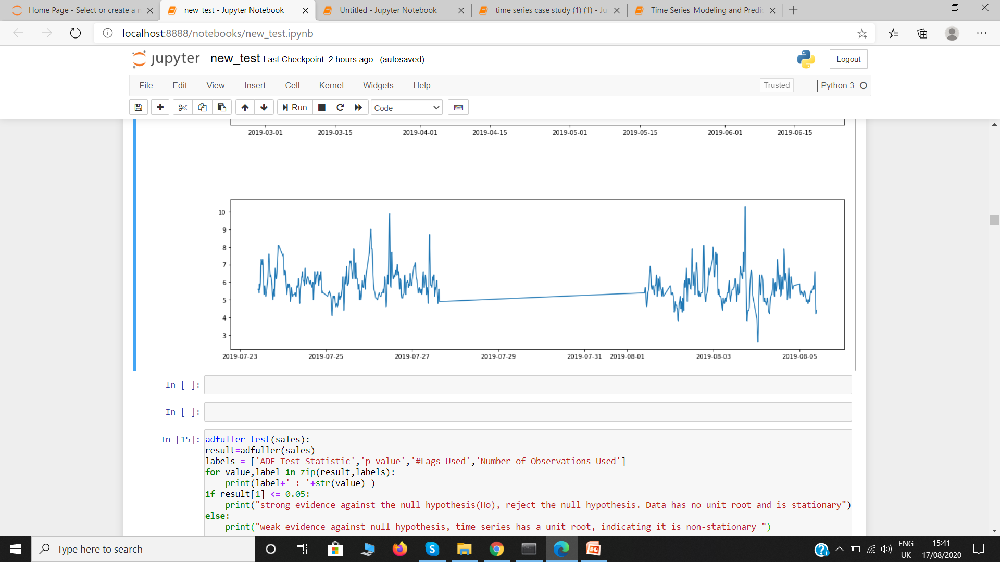 Home Page - Select or create a n
new_test - Jupyter Notebook
Untitled - Jupyter Notebook
time series case study (1) (1) - Ju
Time Series_Modeling and Predic
localhost:8888/notebooks/new_test.ipynb
jupyter new_test Last Checkpoint: 2 hours ago (autosaved)
Logout
File Edit View Insert Cell Kernel Widgets Help
Trusted
Python 3
Run
Code
2019-03-01 2019-03-15 2019-04-01 2019-04-15 2019-05-01 2019-05-15 2019-06-01 2019-06-15
10
9
8
7
6
5
4
3
2019-07-23 2019-07-25 2019-07-27 2019-07-29 2019-07-31 2019-08-01 2019-08-03 2019-08-05
In [ ]:
In [ ]:
In [15]: adfuller_test(sales):
result=adfuller(sales)
labels = ['ADF Test Statistic','p-value','#Lags Used','Number of Observations Used']
for value,label in zip(result,labels):
print(label+' : '+str(value) )
if result[1] <= 0.05:
print("strong evidence against the null hypothesis(Ho), reject the null hypothesis. Data has no unit root and is stationary")
else:
print("weak evidence against null hypothesis, time series has a unit root, indicating it is non-stationary ")
Type here to search
ENG
UK
15:41
17/08/2020